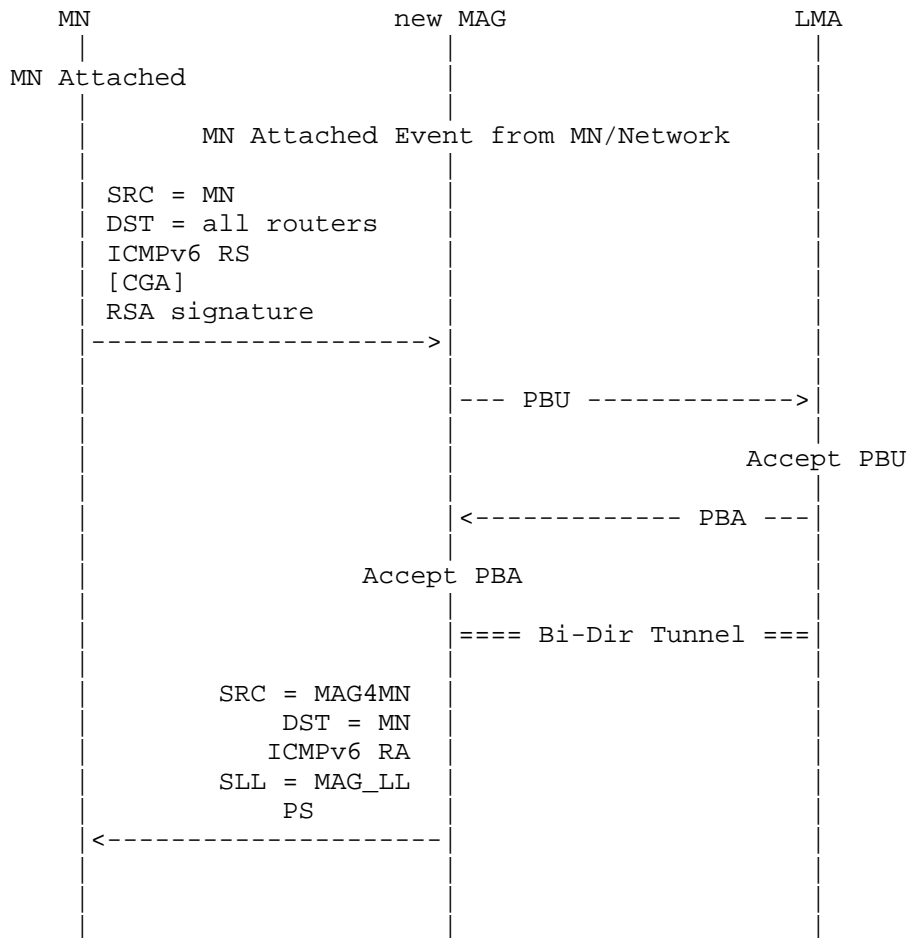 MN new MAG LMA
MN Attached
MN Attached Event from MN/Network
SRC = MN
DST = all routers
ICMPv6 RS
[CGA]
RSA signature
|--------------------->|
|--- PBU ------------->|
Accept PBU
|<------------- PBA ---|
Accept PBA
|==== Bi-Dir Tunnel ===|
SRC = MAG4MN
DST = MN
ICMPv6 RA
SLL = MAG_LL
PS
|<---------------------|